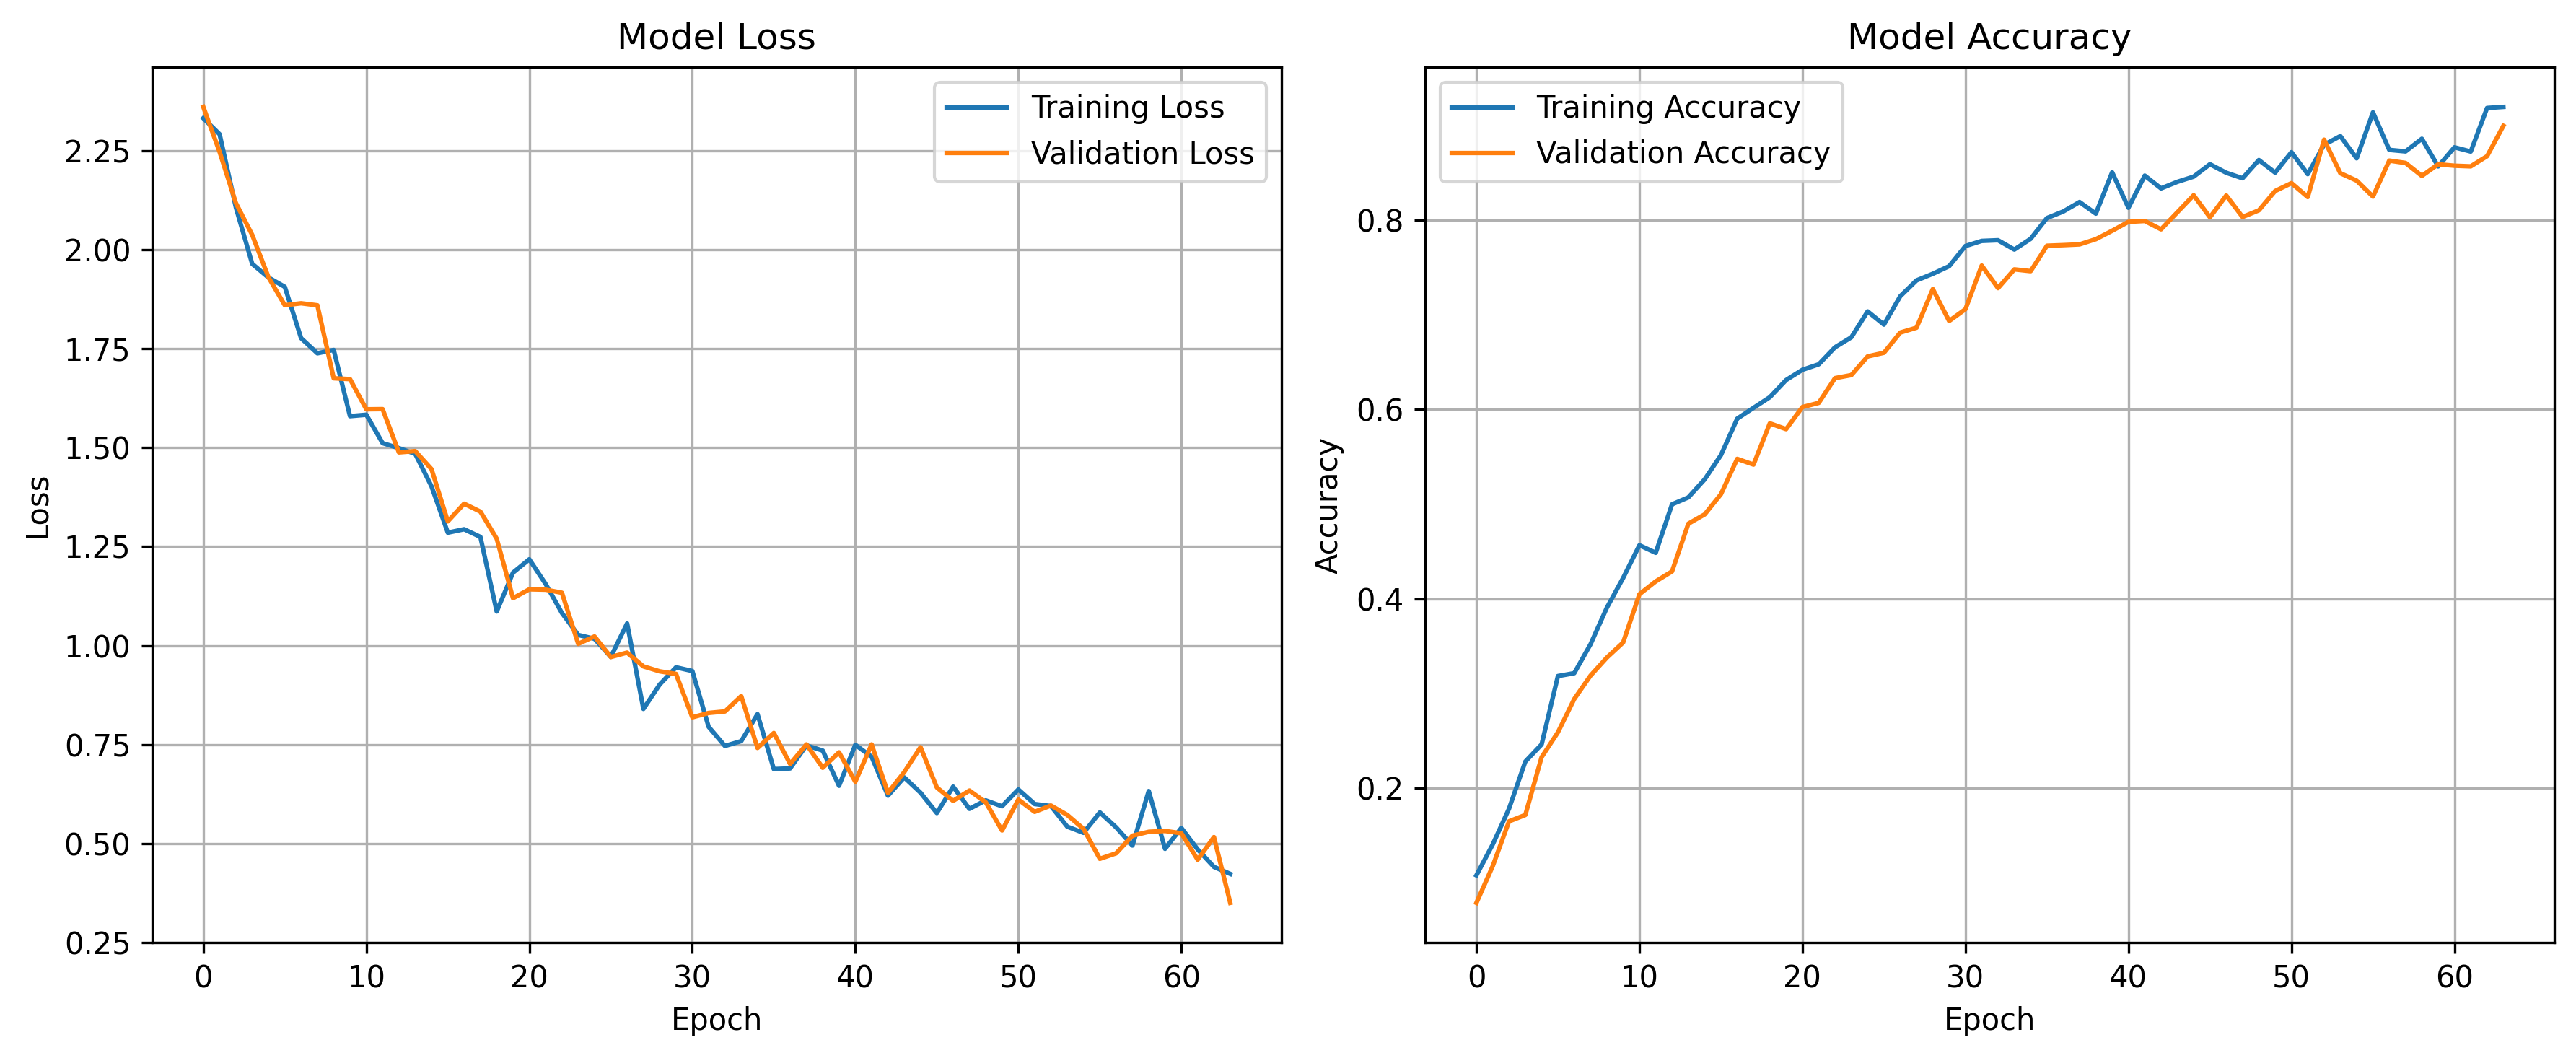 Model Loss
Training Loss
Validation Loss
2.25
2.00
1.75
1.50
1.25
1.00
0.75
0.50
0.25
Loss
0 10 20 30 40 50 60
Epoch
Model Accuracy
Training Accuracy
Validation Accuracy
0.8
0.6
0.4
0.2
Accuracy
0 10 20 30 40 50 60
Epoch